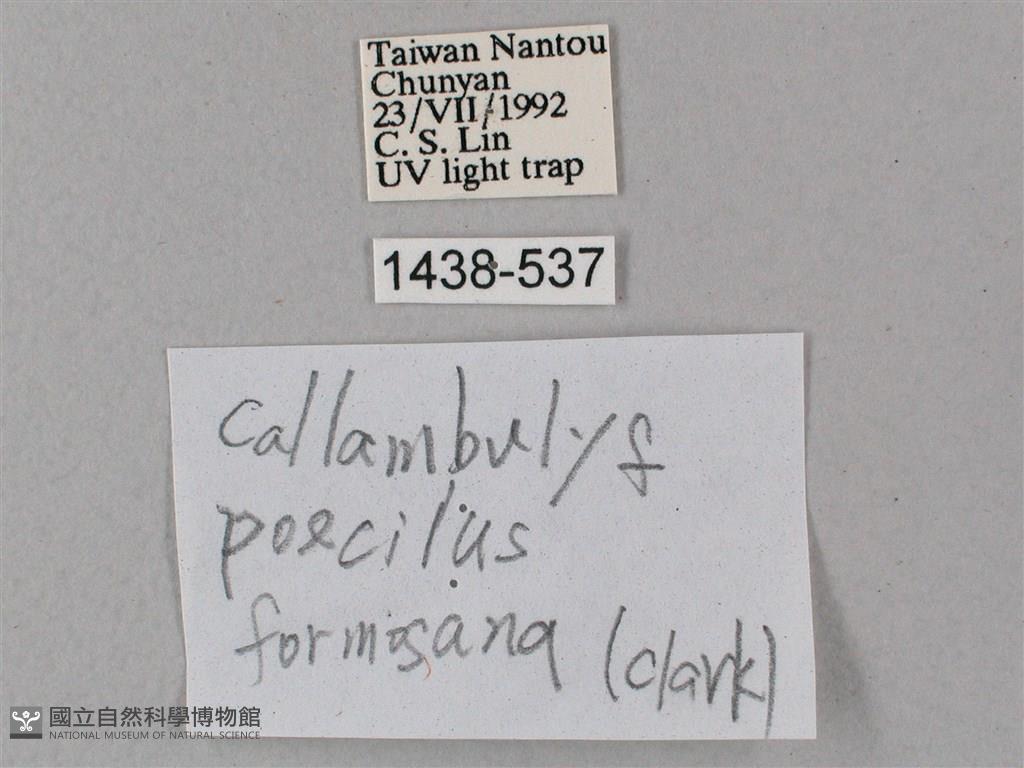 Taiwan Nantou
Chunyan
23/VII/1992
C. S. Lin
UV light trap
1438-537
Callambulyx
poecilus
formosana (clark)
國立自然科學博物館
NATIONAL MUSEUM OF NATURAL SCIENCE